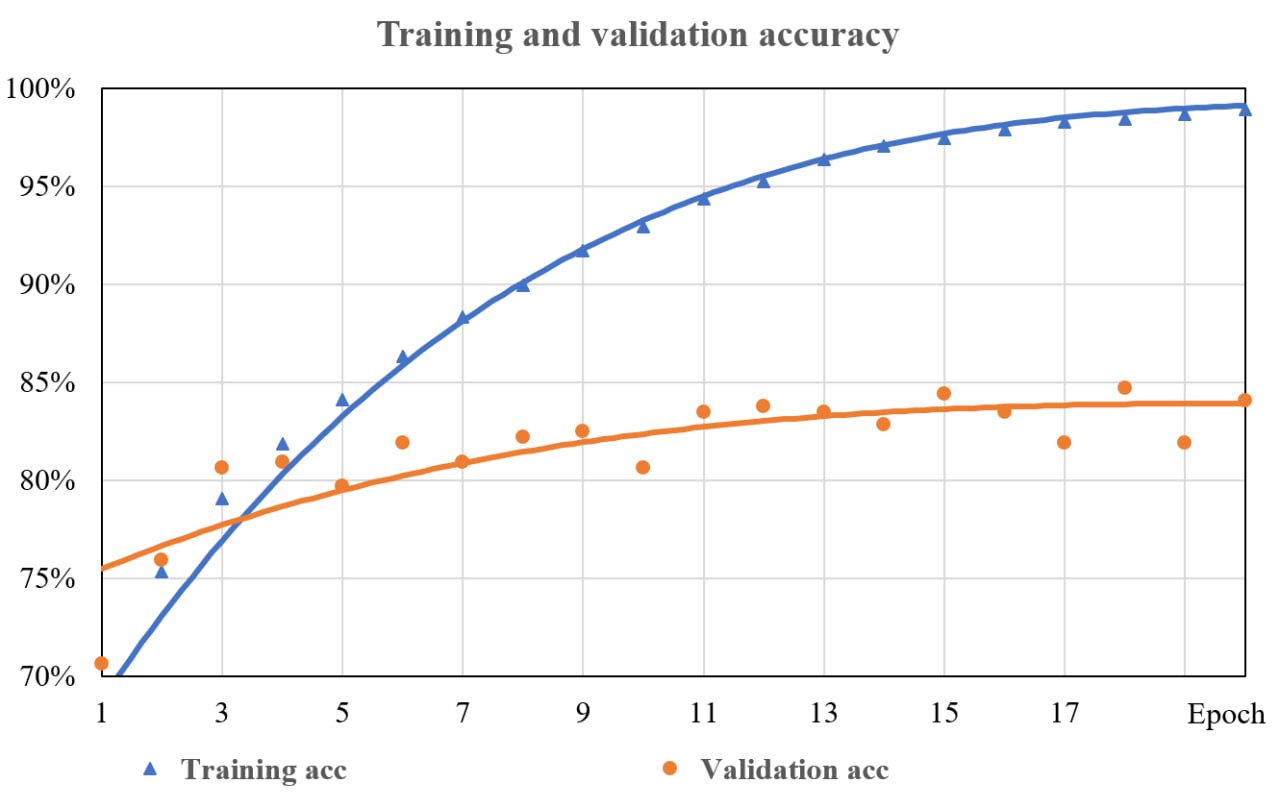 Training and validation accuracy
100%
95%
90%
85%
80%
75%
70%
1 3 5 7 9 11 13 15 17 Epoch
Training acc Validation acc